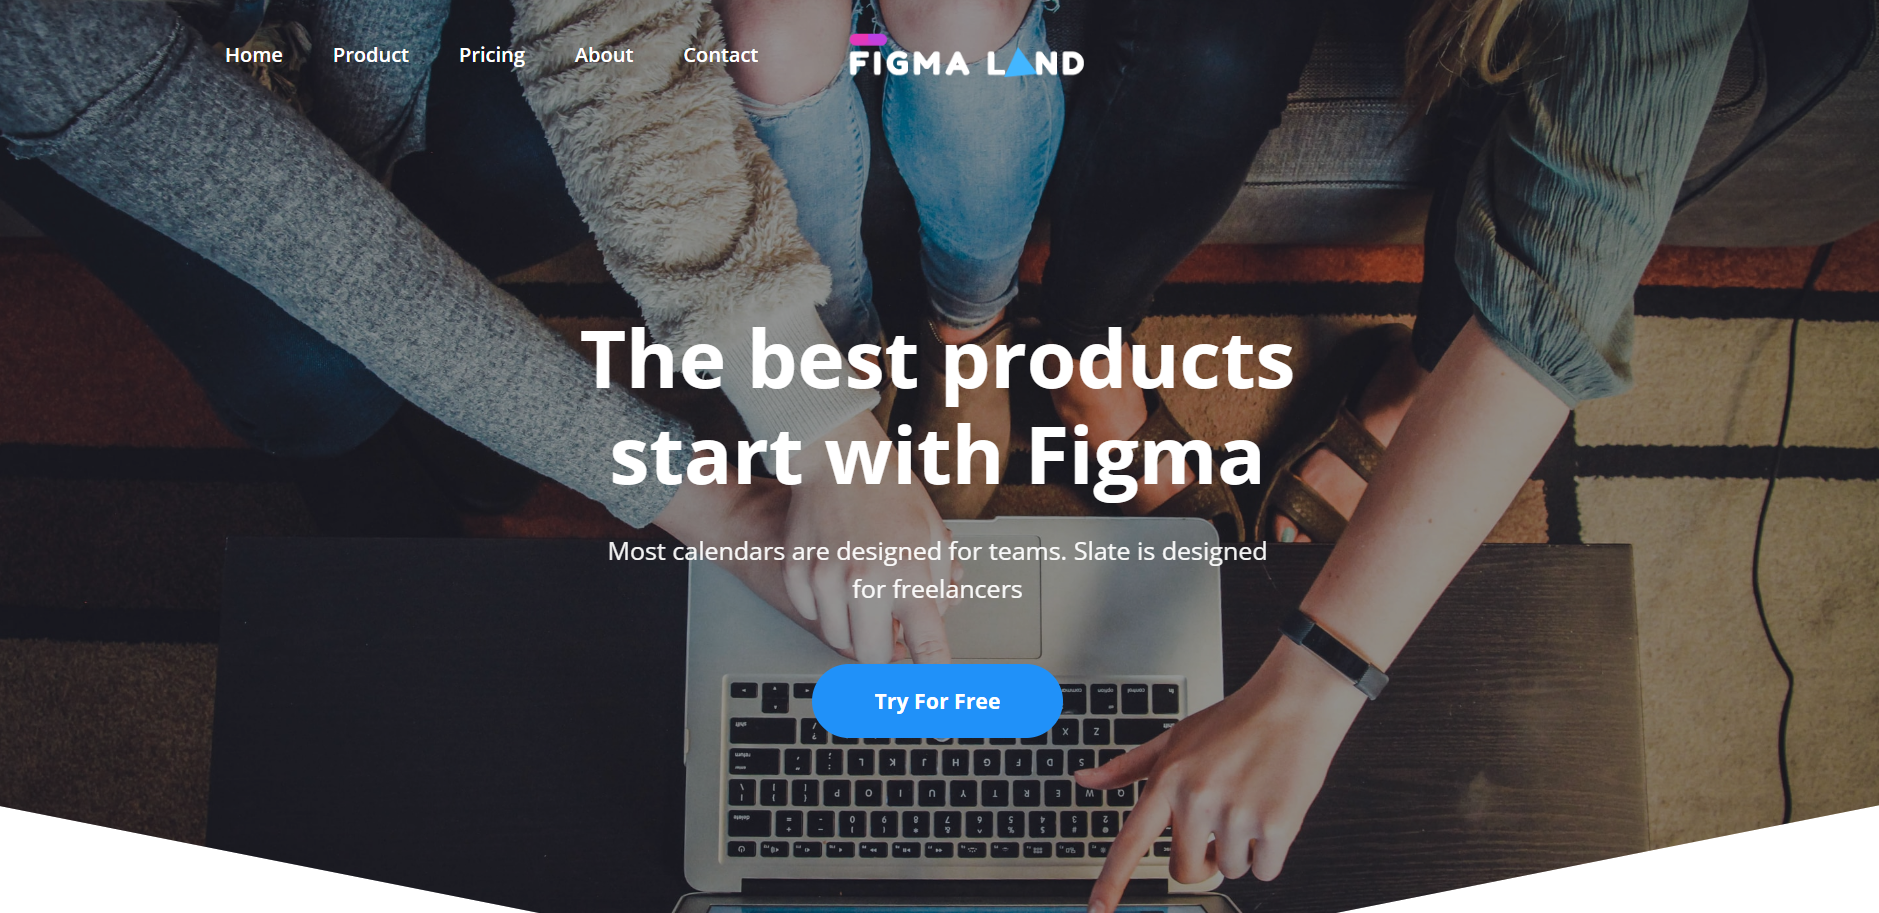 Home Product Pricing About Contact
FIGMA LAND
The best products
start with Figma
Most calendars are designed for teams. Slate is designed
for freelancers
Try For Free